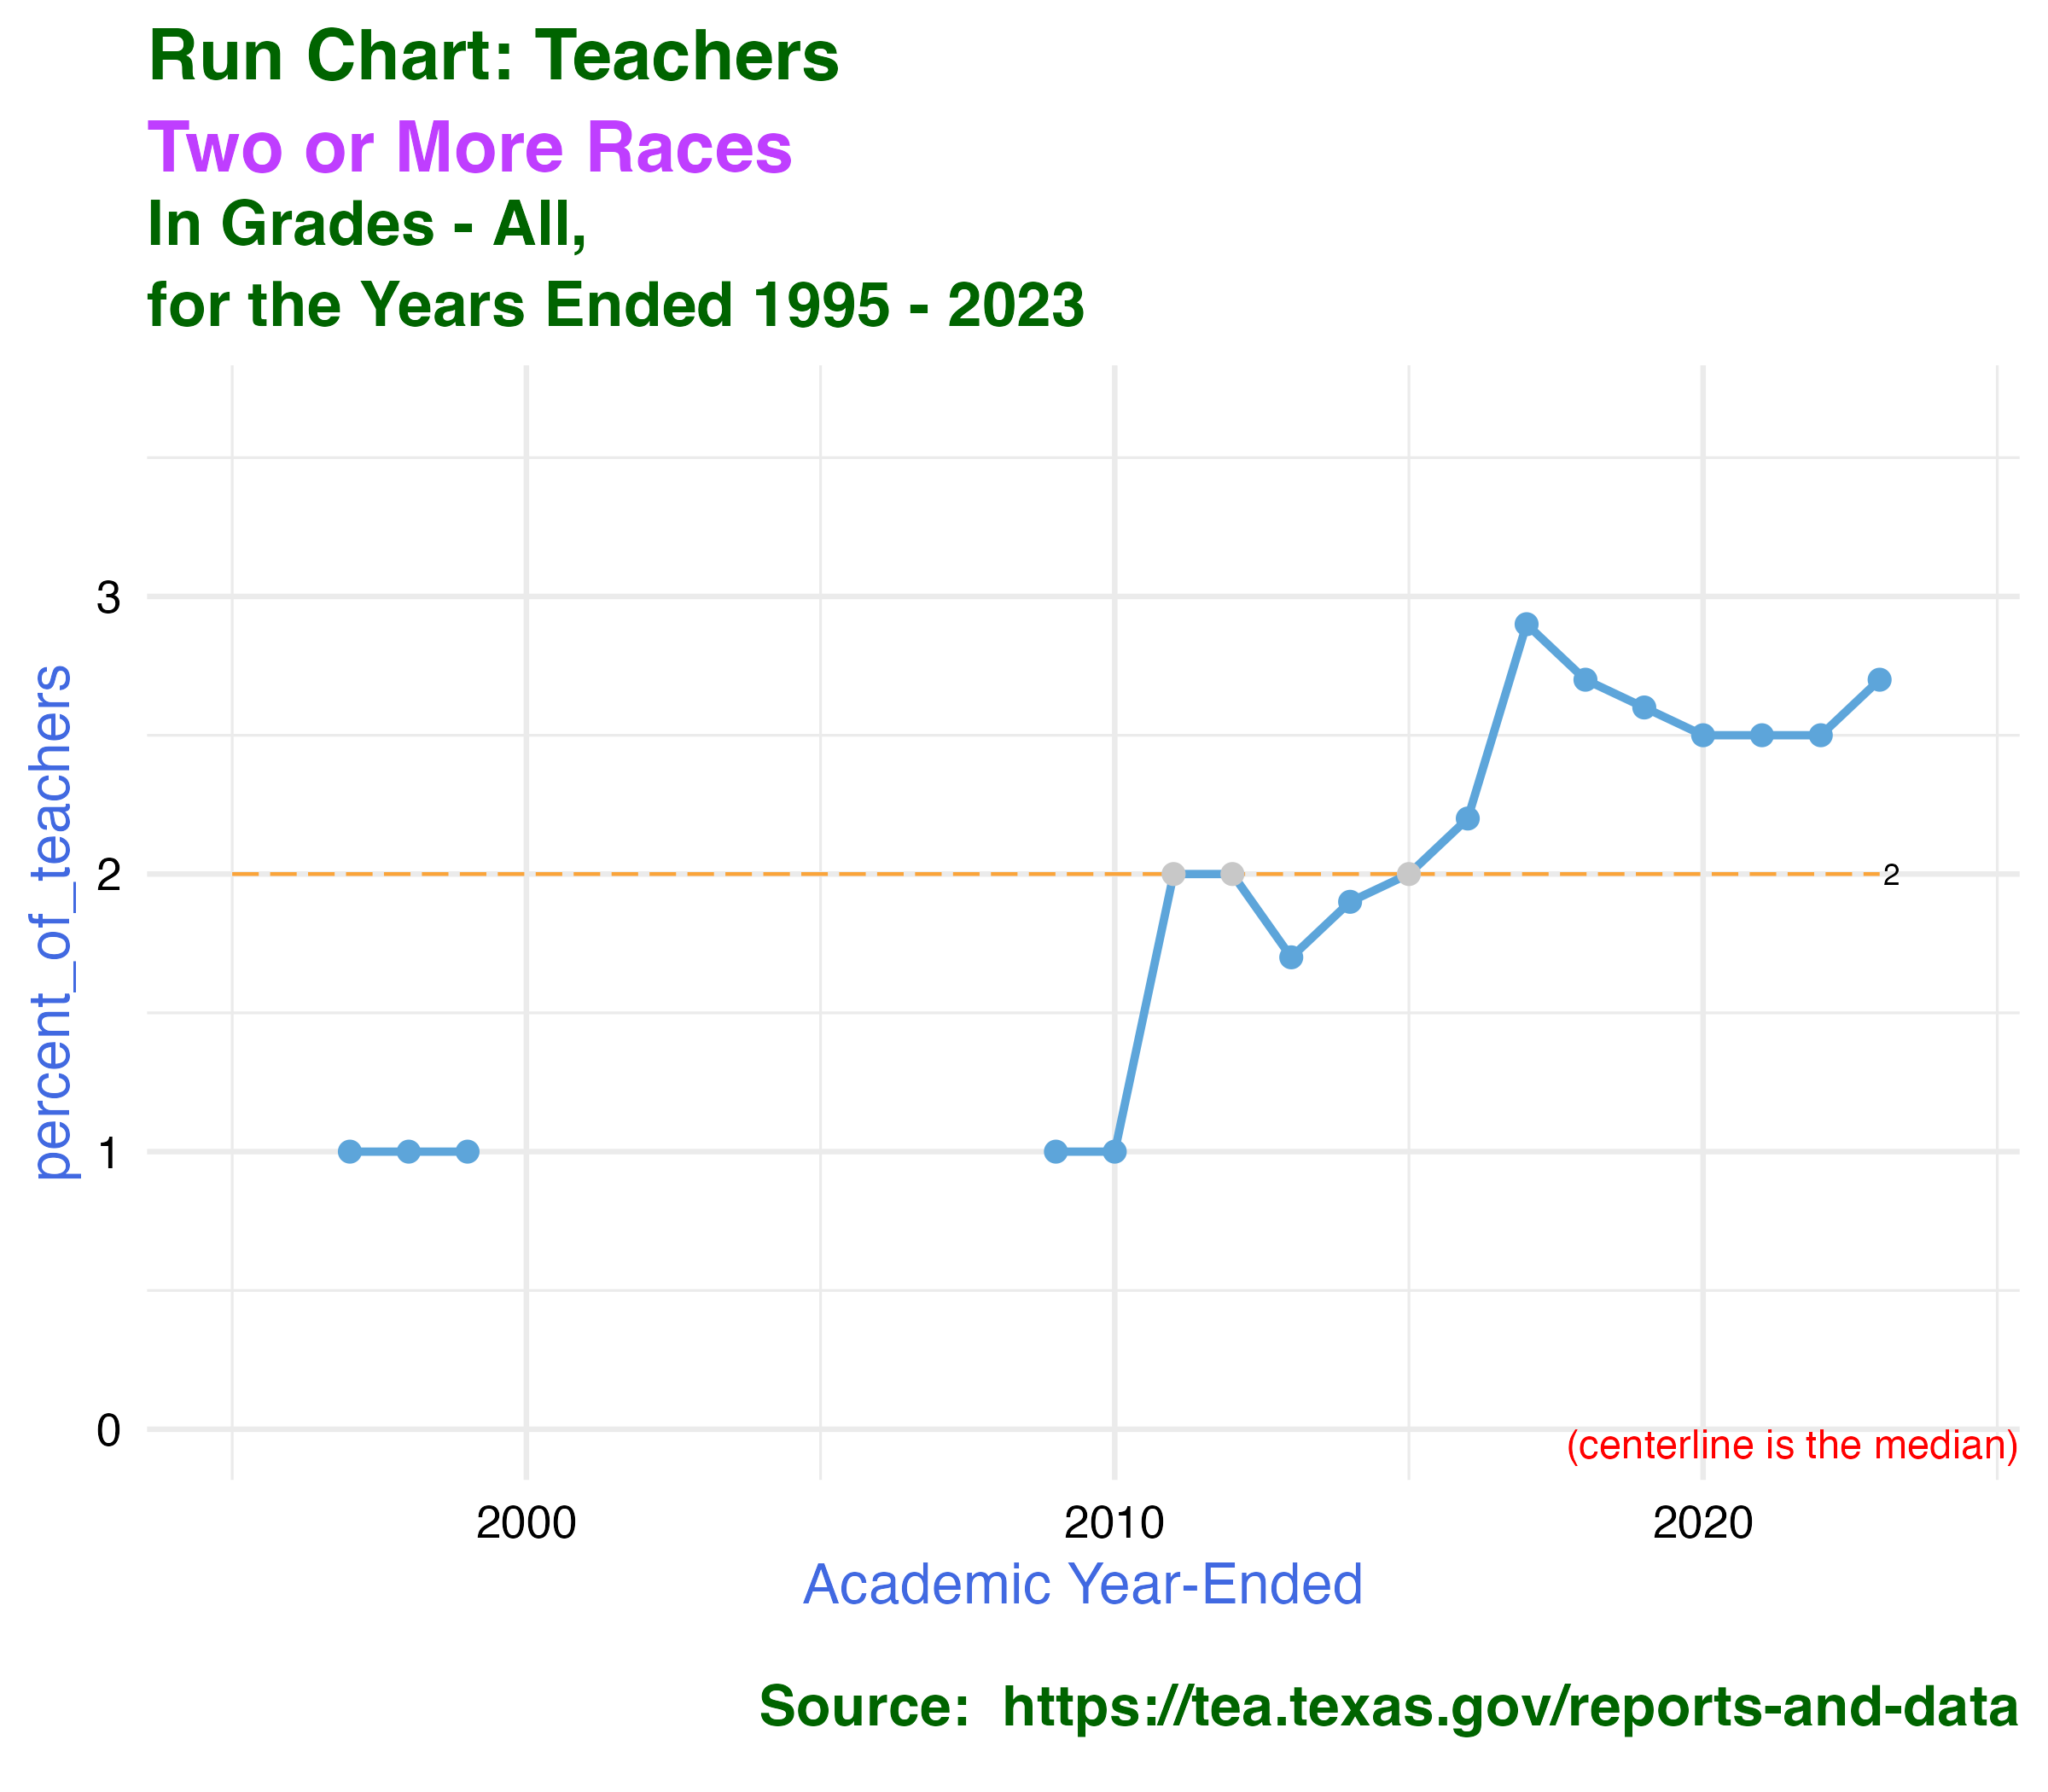 Run Chart: Teachers
Two or More Races
In Grades - All,
for the Years Ended 1995 - 2023
percent_of_teachers
3
2
1
0
2
(centerline is the median)
2000 2010 2020
Academic Year-Ended
Source: https://tea.texas.gov/reports-and-data